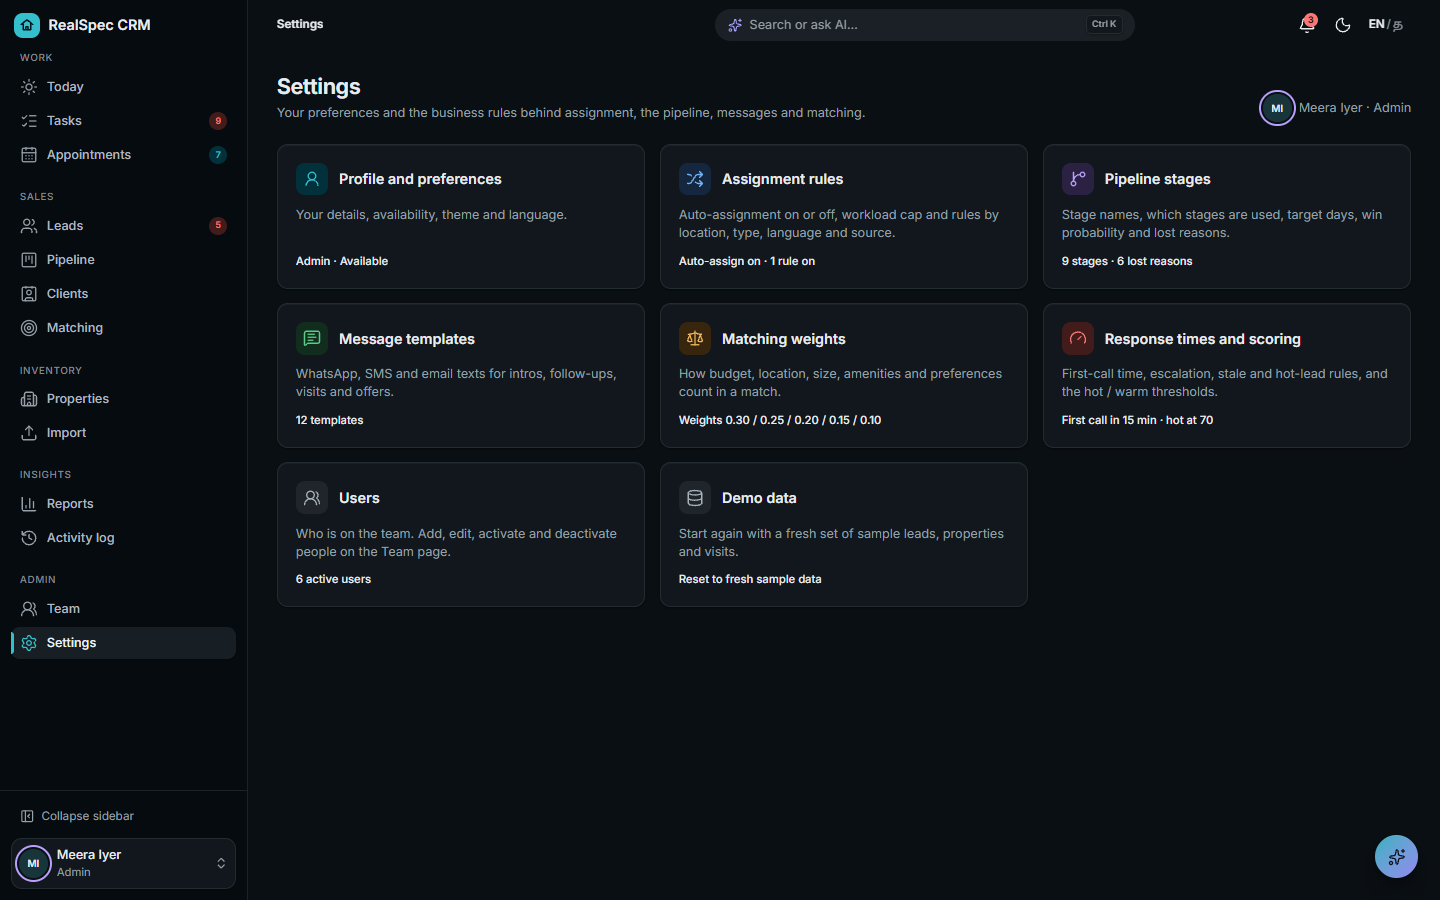 RealSpec CRM
WORK
Today
Tasks 9
Appointments 7
SALES
Leads 5
Pipeline
Clients
Matching
INVENTORY
Properties
Import
INSIGHTS
Reports
Activity log
ADMIN
Team
Settings
Collapse sidebar
MI
Meera Iyer
Admin
Settings
Search or ask AI...
Ctrl K
3
EN / த
Settings
Your preferences and the business rules behind assignment, the pipeline, messages and matching.
MI Meera Iyer · Admin
Profile and preferences
Your details, availability, theme and language.
Admin · Available
Assignment rules
Auto-assignment on or off, workload cap and rules by
location, type, language and source.
Auto-assign on · 1 rule on
Pipeline stages
Stage names, which stages are used, target days, win
probability and lost reasons.
9 stages · 6 lost reasons
Message templates
WhatsApp, SMS and email texts for intros, follow-ups,
visits and offers.
12 templates
Matching weights
How budget, location, size, amenities and preferences
count in a match.
Weights 0.30 / 0.25 / 0.20 / 0.15 / 0.10
Response times and scoring
First-call time, escalation, stale and hot-lead rules, and
the hot / warm thresholds.
First call in 15 min · hot at 70
Users
Who is on the team. Add, edit, activate and deactivate
people on the Team page.
6 active users
Demo data
Start again with a fresh set of sample leads, properties
and visits.
Reset to fresh sample data